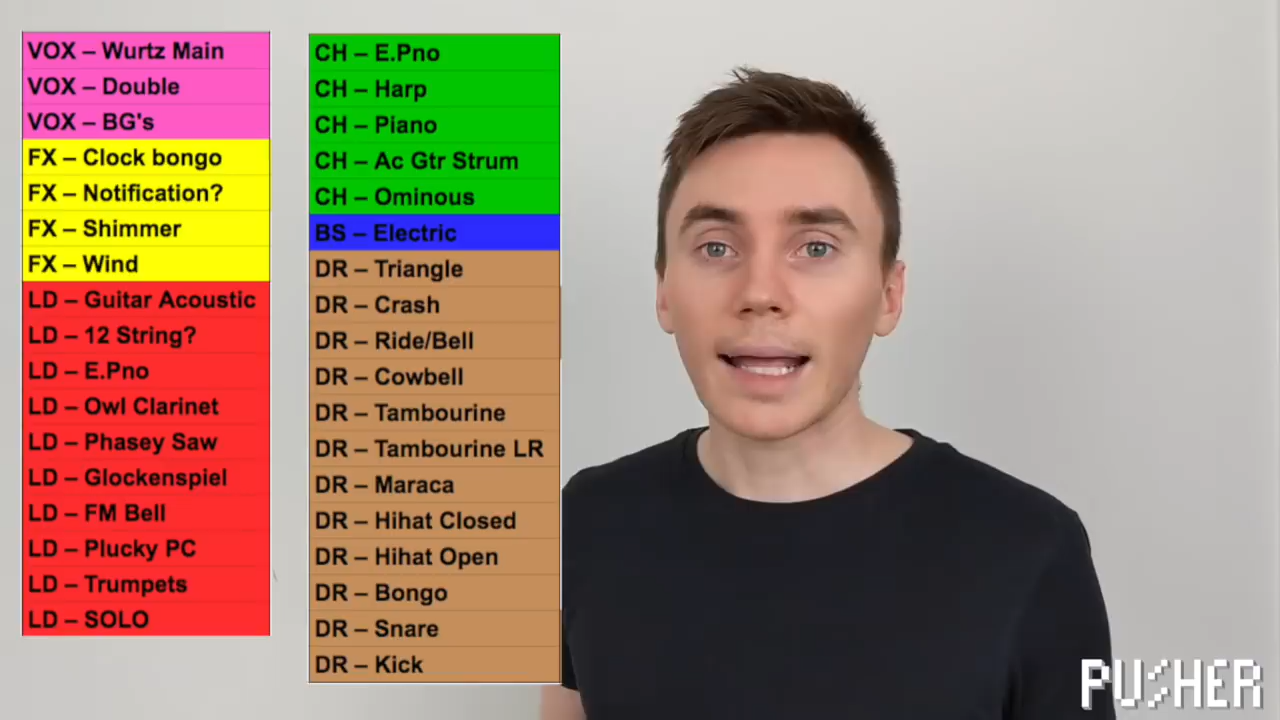 VOX – Wurtz Main
VOX – Double
VOX – BG's
FX – Clock bongo
FX – Notification?
FX – Shimmer
FX – Wind
LD – Guitar Acoustic
LD – 12 String?
LD – E.Pno
LD – Owl Clarinet
LD – Phasey Saw
LD – Glockenspiel
LD – FM Bell
LD – Plucky PC
LD – Trumpets
LD – SOLO
CH – E.Pno
CH – Harp
CH – Piano
CH – Ac Gtr Strum
CH – Ominous
BS – Electric
DR – Triangle
DR – Crash
DR – Ride/Bell
DR – Cowbell
DR – Tambourine
DR – Tambourine LR
DR – Maraca
DR – Hihat Closed
DR – Hihat Open
DR – Bongo
DR – Snare
DR – Kick
PUSHER